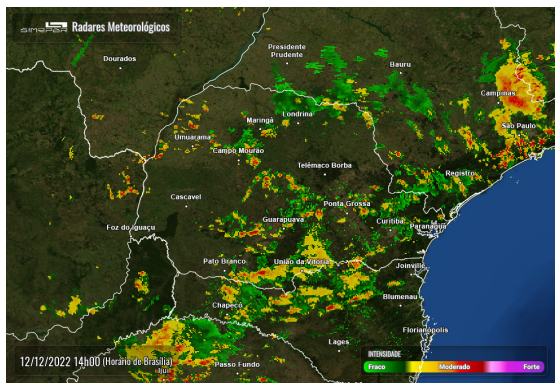 SIMEPAR Radares Meteorológicos
Dourados
Presidente
Prudente
Bauru
Campinas
São Paulo
Londrina
Maringá
Umuarama
Campo Mourão
Telêmaco Borba
Registro
Cascavel
Ponta Grossa
Guarapuava
Curitiba
Paranaguá
Foz do Iguaçu
Pato Branco
União da Vitória
Joinville
Chapecó
Blumenau
Florianópolis
Lages
Passo Fundo
Ijuí
12/12/2022 14h00 (Horário de Brasília)
INTENSIDADE
Fraco Moderado Forte